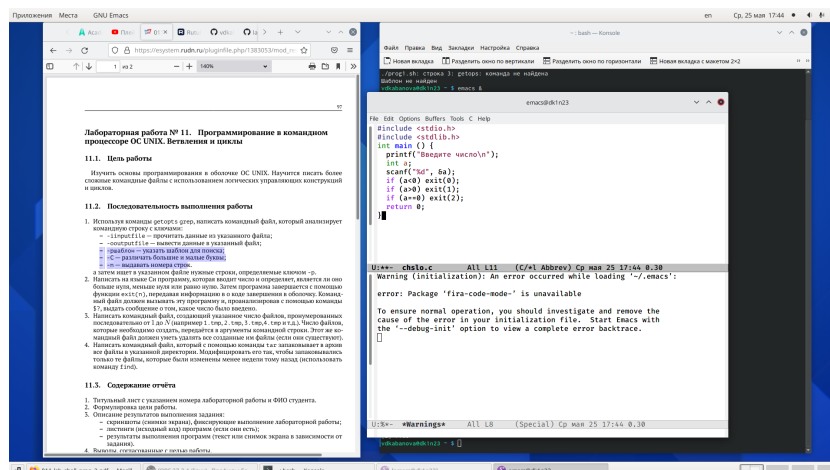 Приложения Места GNU Emacs
en Ср, 25 мая 17:44
https://esystem.rudn.ru/pluginfile.php/1383053/mod_re
1 из 2 − + 140%
97
Лабораторная работа № 11. Программирование в командном
процессоре ОС UNIX. Ветвления и циклы
11.1. Цель работы
Изучить основы программирования в оболочке ОС UNIX. Научится писать более
сложные командные файлы с использованием логических управляющих конструкций
и циклов.
11.2. Последовательность выполнения работы
1. Используя команды getopts grep, написать командный файл, который анализирует
командную строку с ключами:
– -iinputfile — прочитать данные из указанного файла;
– -ooutputfile — вывести данные в указанный файл;
– -pшаблон — указать шаблон для поиска;
– -C — различать большие и малые буквы;
– -n — выдавать номера строк.
а затем ищет в указанном файле нужные строки, определяемые ключом -p.
2. Написать на языке Си программу, которая вводит число и определяет, является ли оно
больше нуля, меньше нуля или равно нулю. Затем программа завершается с помощью
функции exit(n), передавая информацию в о коде завершения в оболочку. Команд-
ный файл должен вызывать эту программу и, проанализировав с помощью команды
$?, выдать сообщение о том, какое число было введено.
3. Написать командный файл, создающий указанное число файлов, пронумерованных
последовательно от 1 до N (например 1.tmp, 2.tmp, 3.tmp, 4.tmp и т.д.). Число файлов,
которые необходимо создать, передаётся в аргументы командной строки. Этот же ко-
мандный файл должен уметь удалять все созданные им файлы (если они существуют).
4. Написать командный файл, который с помощью команды tar запаковывает в архив
все файлы в указанной директории. Модифицировать его так, чтобы запаковывались
только те файлы, которые были изменены менее недели тому назад (использовать
команду find).
11.3. Содержание отчёта
1. Титульный лист с указанием номера лабораторной работы и ФИО студента.
2. Формулировка цели работы.
3. Описание результатов выполнения задания:
– скриншоты (снимки экрана), фиксирующие выполнение лабораторной работы;
– листинги (исходный код) программ (если они есть);
– результаты выполнения программ (текст или снимок экрана в зависимости от
задания).
4. Выводы, согласованные с целью работы.
~ : bash — Konsole
Файл Правка Вид Закладки Настройка Справка
Новая вкладка Разделить окно по вертикали Разделить окно по горизонтали Новая вкладка с макетом 2×2
./prog1.sh: строка 3: getops: команда не найдена
Шаблон не найден
vdkabanova@dk1n23 ~ $ emacs &
emacs@dk1n23
File Edit Options Buffers Tools C Help
#include <stdio.h>
#include <stdlib.h>
int main () {
printf("Введите число\n");
int a;
scanf("%d", &a);
if (a<0) exit(0);
if (a>0) exit(1);
if (a==0) exit(2);
return 0;
}
U:**- chslo.c All L11 (C/*l Abbrev) Ср мая 25 17:44 0.30
Warning (initialization): An error occurred while loading '~/.emacs':
error: Package 'fira-code-mode-' is unavailable
To ensure normal operation, you should investigate and remove the
cause of the error in your initialization file. Start Emacs with
the '--debug-init' option to view a complete error backtrace.
U:%*- *Warnings* All L8 (Special) Ср мая 25 17:44 0.30
vdkabanova@dk1n23 ~ $